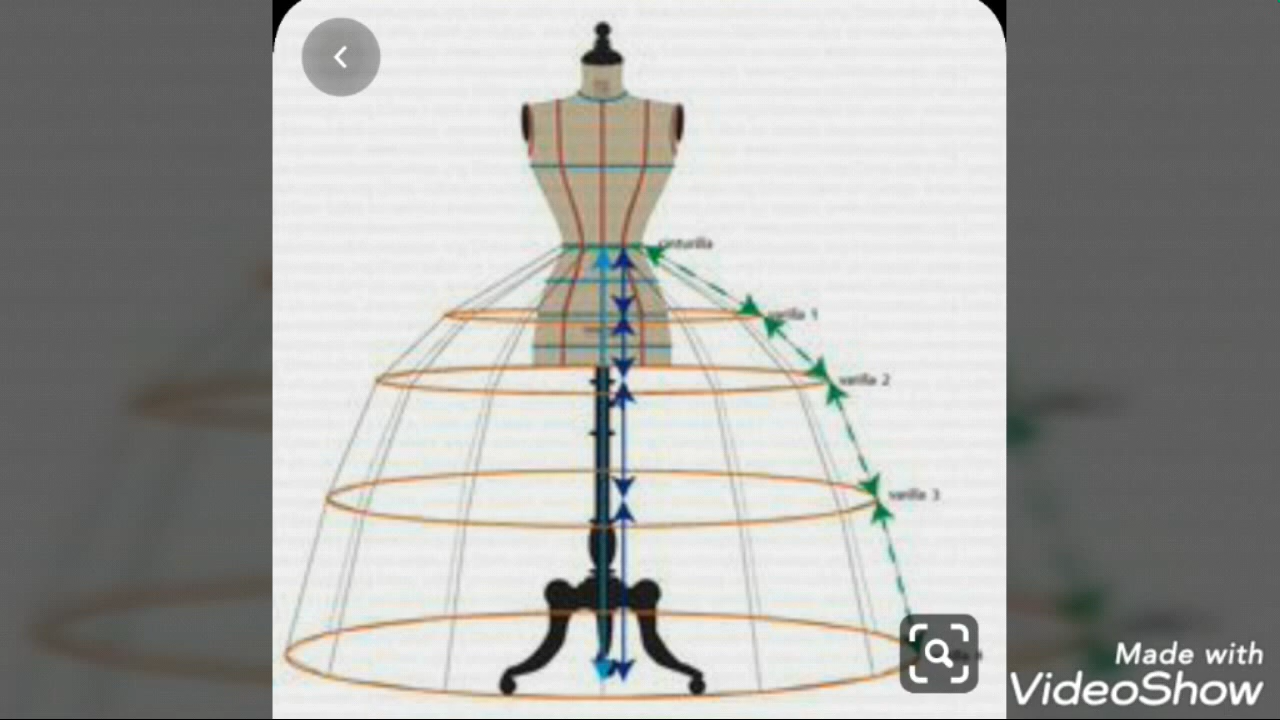 cinturilla
varilla 1
varilla 2
varilla 3
Made with
VideoShow